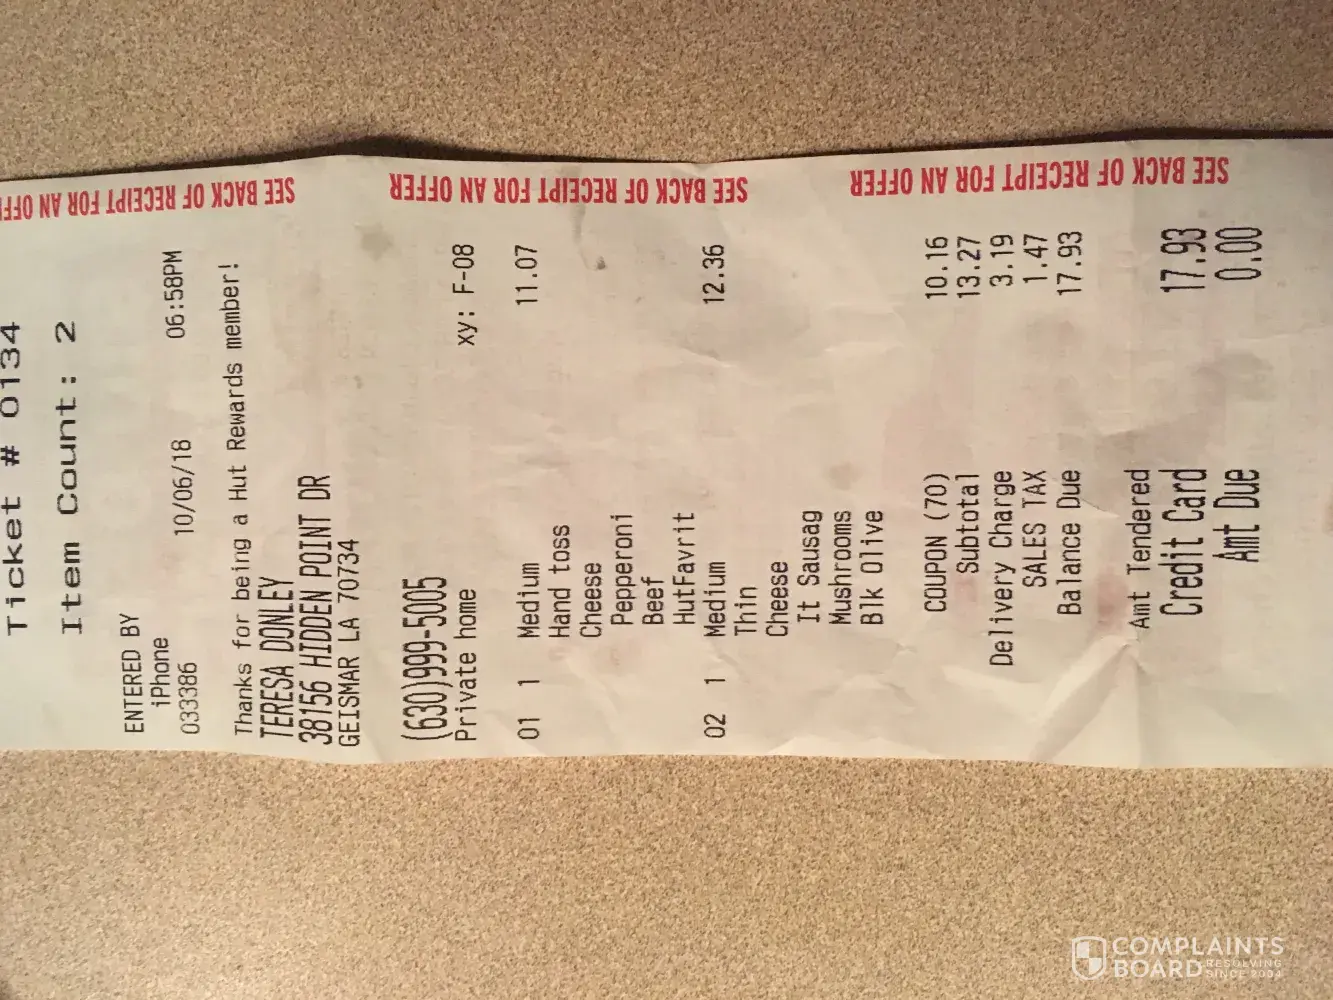 Ticket # 0134
Item Count: 2
ENTERED BY
iPhone
033386 10/06/18 06:58PM
Thanks for being a Hut Rewards member!
TERESA DONLEY
38156 HIDDEN POINT DR
GEISMAR LA 70734
(630)999-5005
Private home xy: F-08
01 1 Medium 11.07
Hand toss
Cheese
Pepperoni
Beef
HutFavrit
02 1 Medium 12.36
Thin
Cheese
It Sausag
Mushrooms
Blk Olive
COUPON (70) 10.16
Subtotal 13.27
Delivery Charge 3.19
SALES TAX 1.47
Balance Due 17.93
Amt Tendered
Credit Card 17.93
Amt Due 0.00
SEE BACK OF RECEIPT FOR AN OFFER
SEE BACK OF RECEIPT FOR AN OFFER
SEE BACK OF RECEIPT FOR AN OFFER
COMPLAINTS
BOARD RESOLVING
SINCE 2004